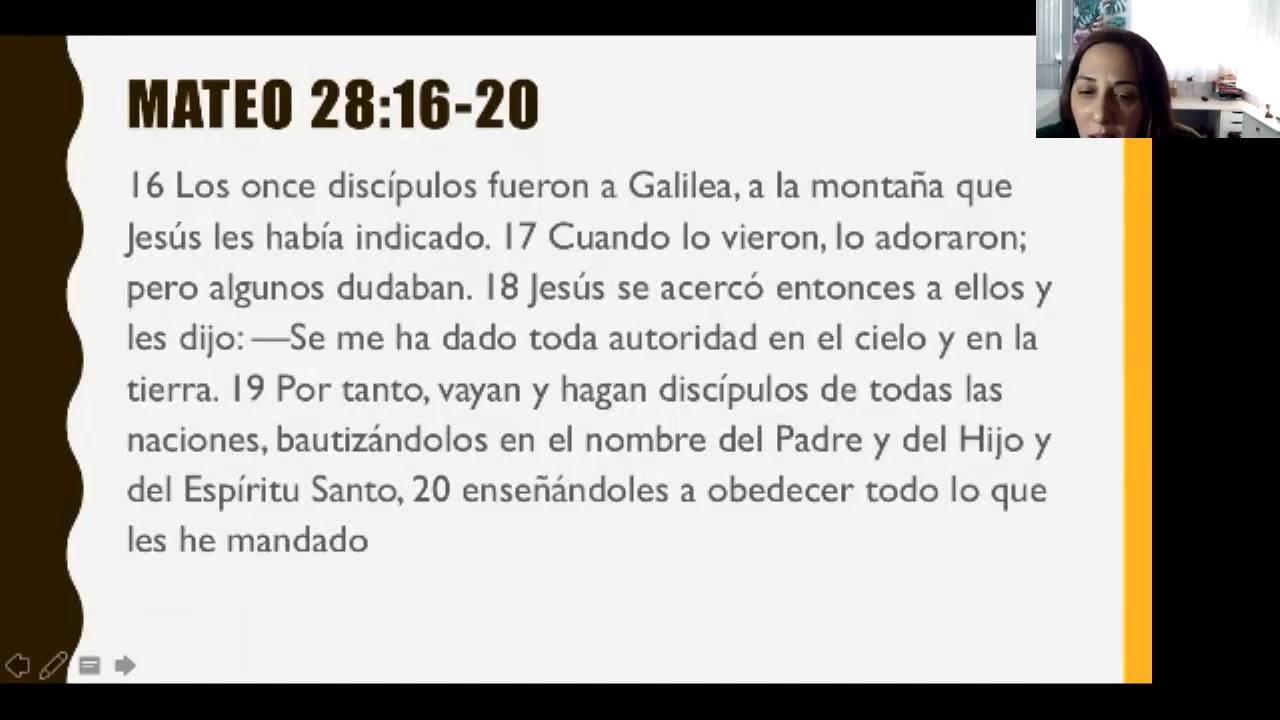 MATEO 28:16-20
16 Los once discípulos fueron a Galilea, a la montaña que
Jesús les había indicado. 17 Cuando lo vieron, lo adoraron;
pero algunos dudaban. 18 Jesús se acercó entonces a ellos y
les dijo: —Se me ha dado toda autoridad en el cielo y en la
tierra. 19 Por tanto, vayan y hagan discípulos de todas las
naciones, bautizándolos en el nombre del Padre y del Hijo y
del Espíritu Santo, 20 enseñándoles a obedecer todo lo que
les he mandado